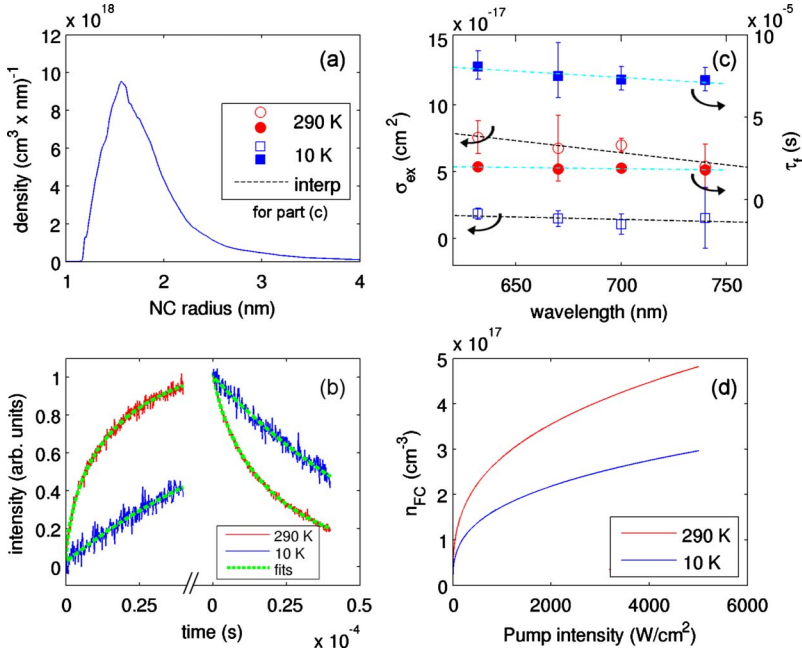 x 10^18
12
10
8
6
4
2
0
density (cm^3 x nm)^-1
1 2 3 4
NC radius (nm)
(a)
290 K
10 K
interp
for part (c)
x 10^-17
15
10
5
0
σ_ex (cm^2)
650 700 750
wavelength (nm)
(c)
x 10^-5
10
5
0
τ_f (s)
1
0.8
0.6
0.4
0.2
0
intensity (arb. units)
0 0.25 0 0.25 0.5
time (s)
x 10^-4
(b)
290 K
10 K
fits
x 10^17
5
4
3
2
1
0
n_FC (cm^-3)
0 2000 4000 6000
Pump intensity (W/cm^2)
(d)
290 K
10 K